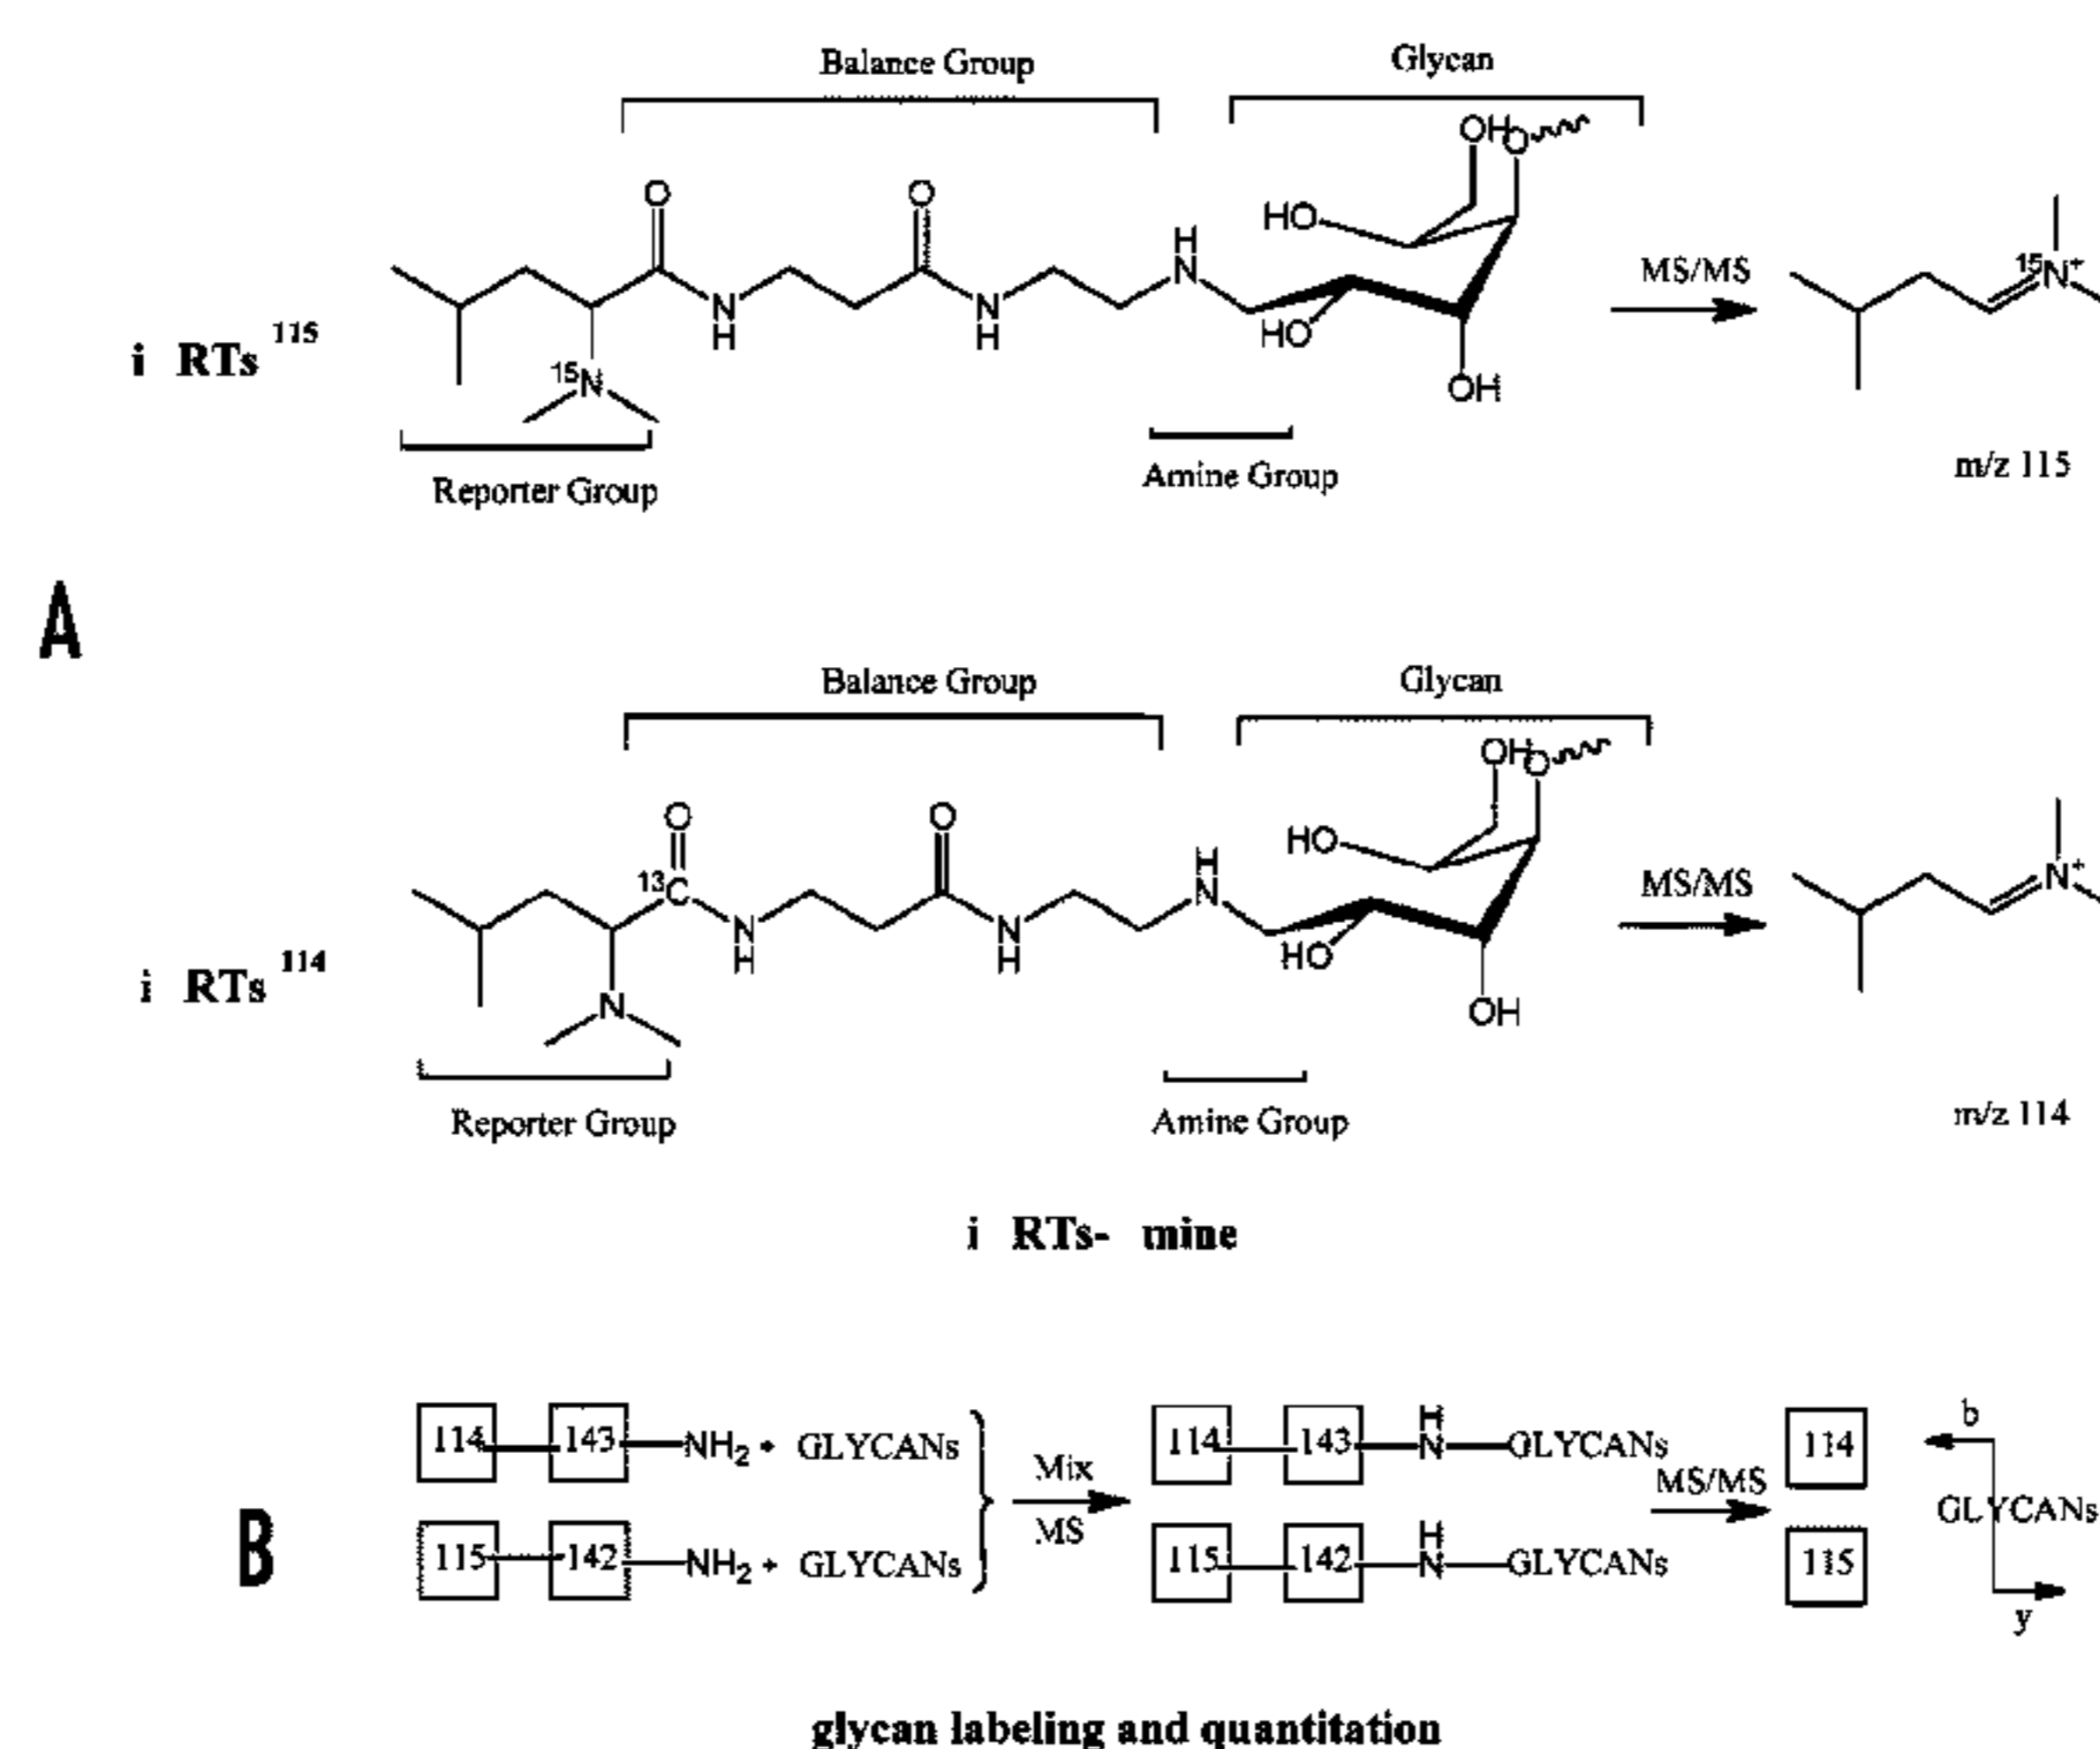 Balance Group
Glycan
OH
O
O
O
HO
H
N
MS/MS
15N+
N
H
N
H
HO
i RTs 115
15N
OH
Reporter Group
Amine Group
m/z 115
A
Balance Group
Glycan
OH
O
O
O
HO
H
N
13C
MS/MS
N+
N
H
N
H
HO
i RTs 114
N
OH
Reporter Group
Amine Group
m/z 114
i RTs- mine
114 143 NH2 + GLYCANs
Mix
MS
114 143 H N GLYCANs
MS/MS
114
b
GLYCANs
B
115 142 NH2 + GLYCANs
115 142 H N GLYCANs
115
y
glycan labeling and quantitation